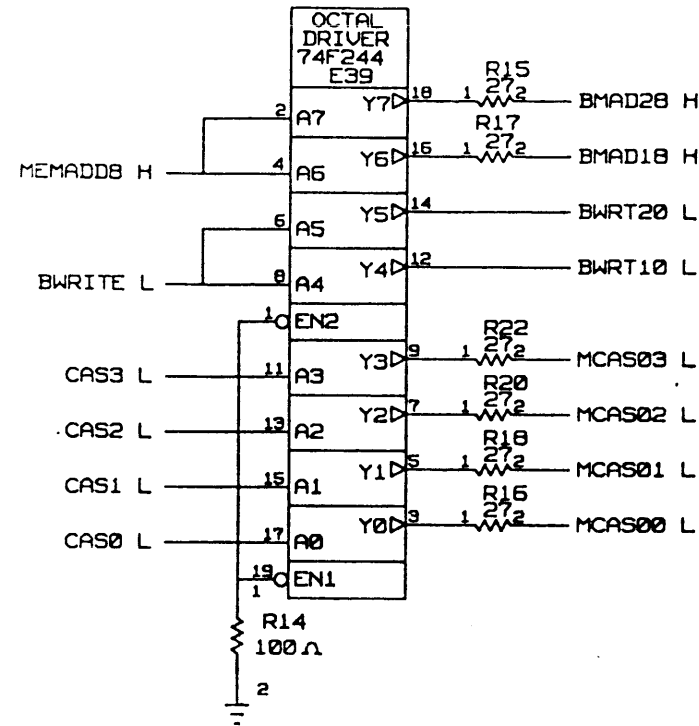 OCTAL
DRIVER
74F244
E39
R15
2 A7 Y7 18 1 27 2 BMAD28 H
R17
MEMADD8 H 4 A6 Y6 16 1 27 2 BMAD18 H
6 A5 Y5 14 BWRT20 L
BWRITE L 8 A4 Y4 12 BWRT10 L
1 EN2
R22
CAS3 L 11 A3 Y3 9 1 27 2 MCAS03 L
R20
CAS2 L 13 A2 Y2 7 1 27 2 MCAS02 L
R18
CAS1 L 15 A1 Y1 5 1 27 2 MCAS01 L
R16
CAS0 L 17 A0 Y0 3 1 27 2 MCAS00 L
19 EN1
1
R14
100 Ω
2